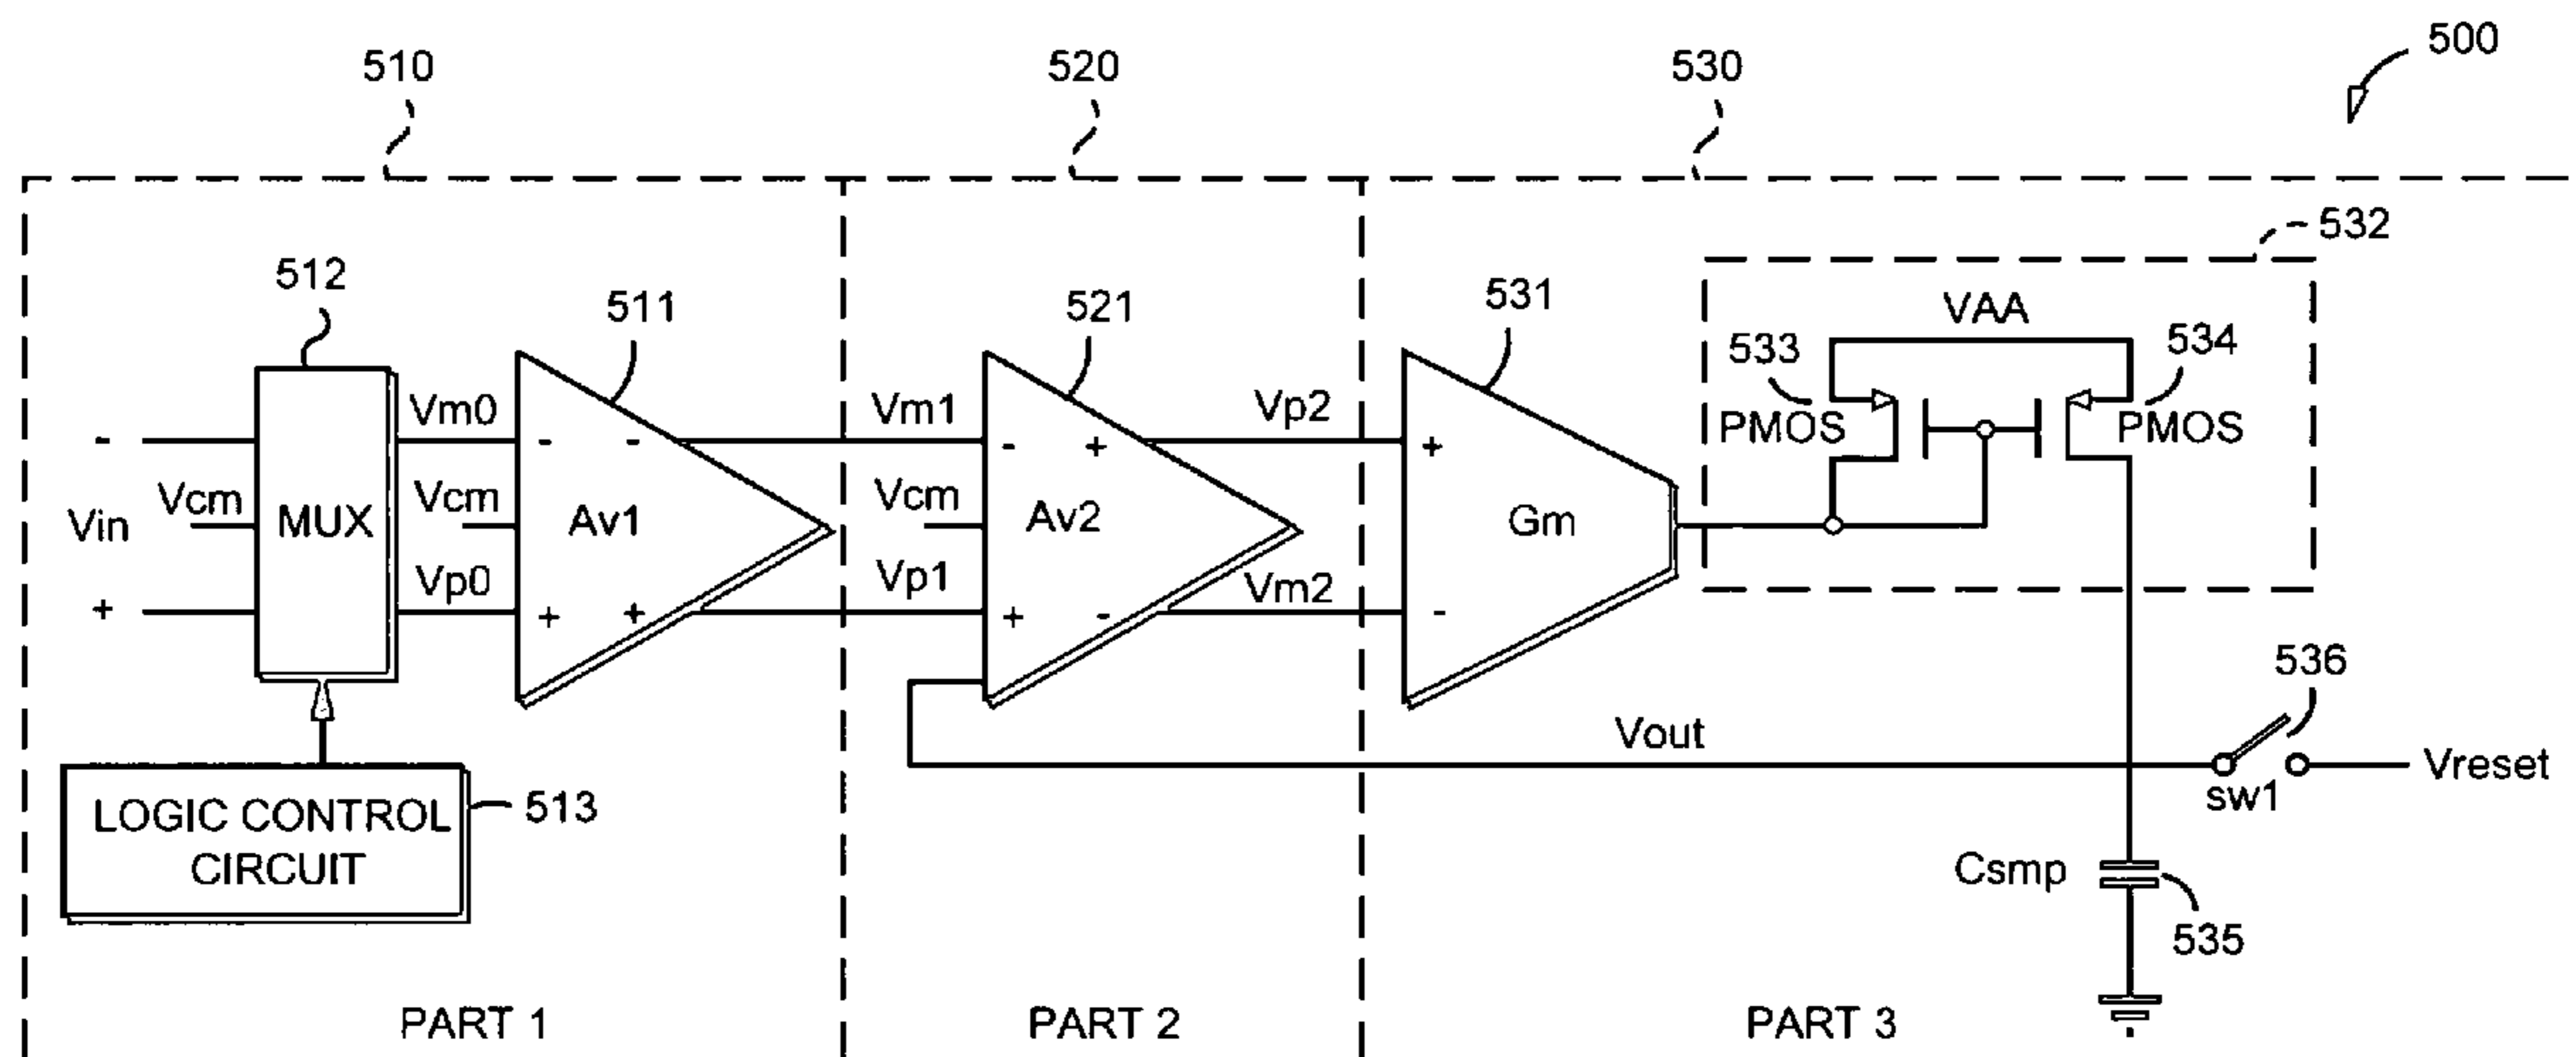 500
510
520
530
532
512
511
521
531
VAA
533
534
PMOS
PMOS
Vm0
Vm1
Vp2
-
-
-
-
+
+
Vin
Vcm
MUX
Vcm
Av1
Vcm
Av2
Gm
Vp0
Vp1
Vm2
+
+
+
+
-
-
536
Vout
Vreset
sw1
LOGIC CONTROL
CIRCUIT
513
Csmp
535
PART 1
PART 2
PART 3